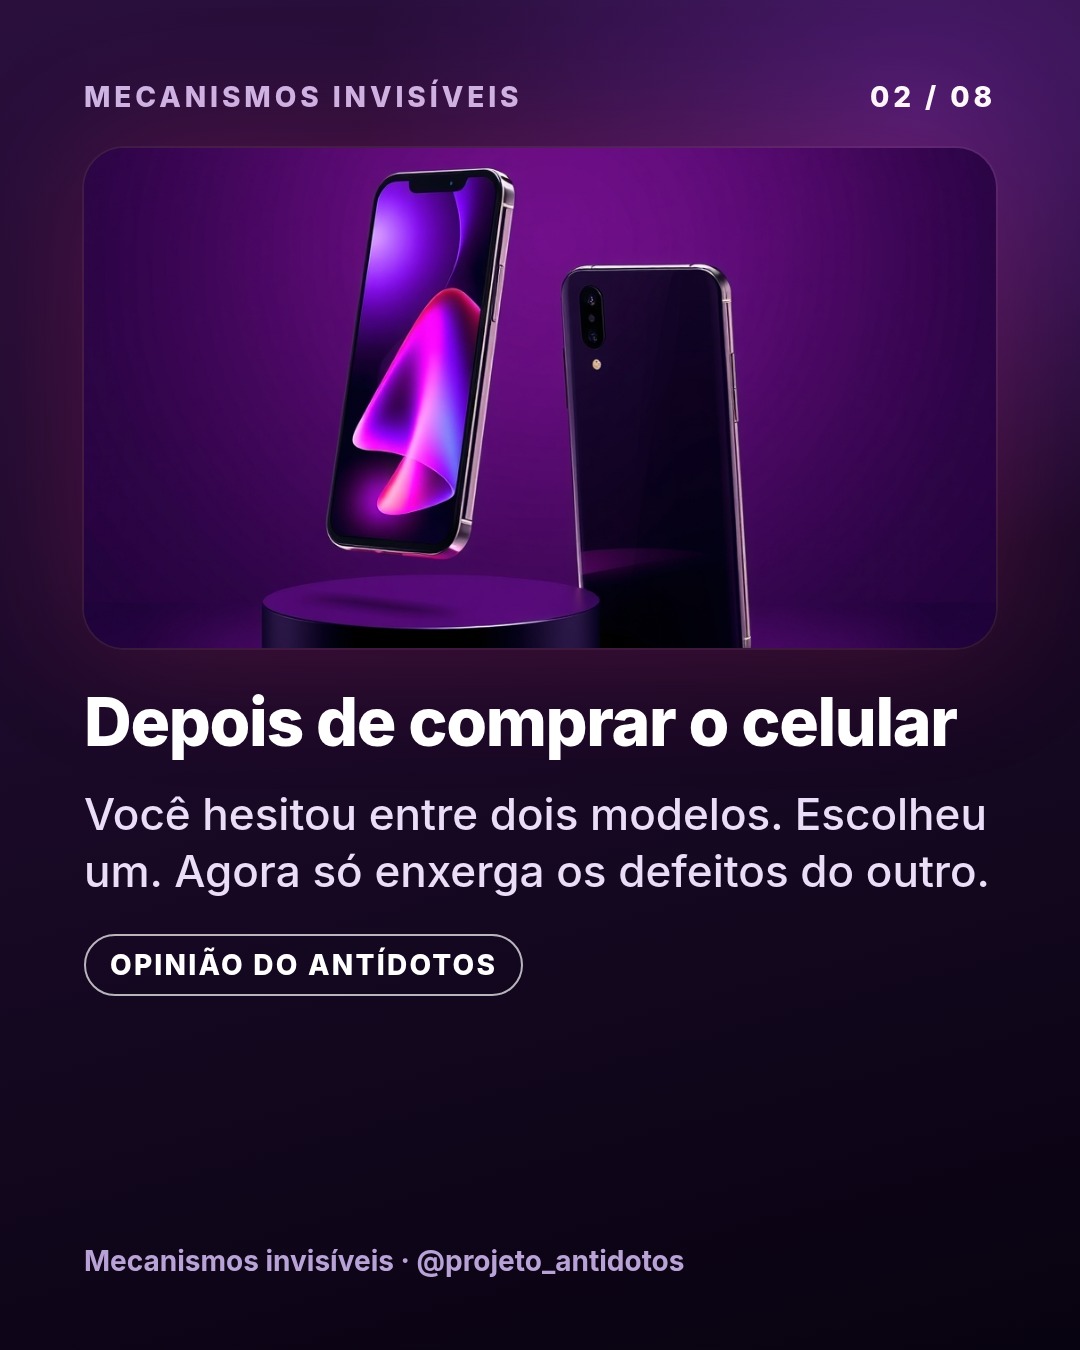 MECANISMOS INVISÍVEIS
02 / 08
Depois de comprar o celular
Você hesitou entre dois modelos. Escolheu
um. Agora só enxerga os defeitos do outro.
OPINIÃO DO ANTÍDOTOS
Mecanismos invisíveis · @projeto_antidotos